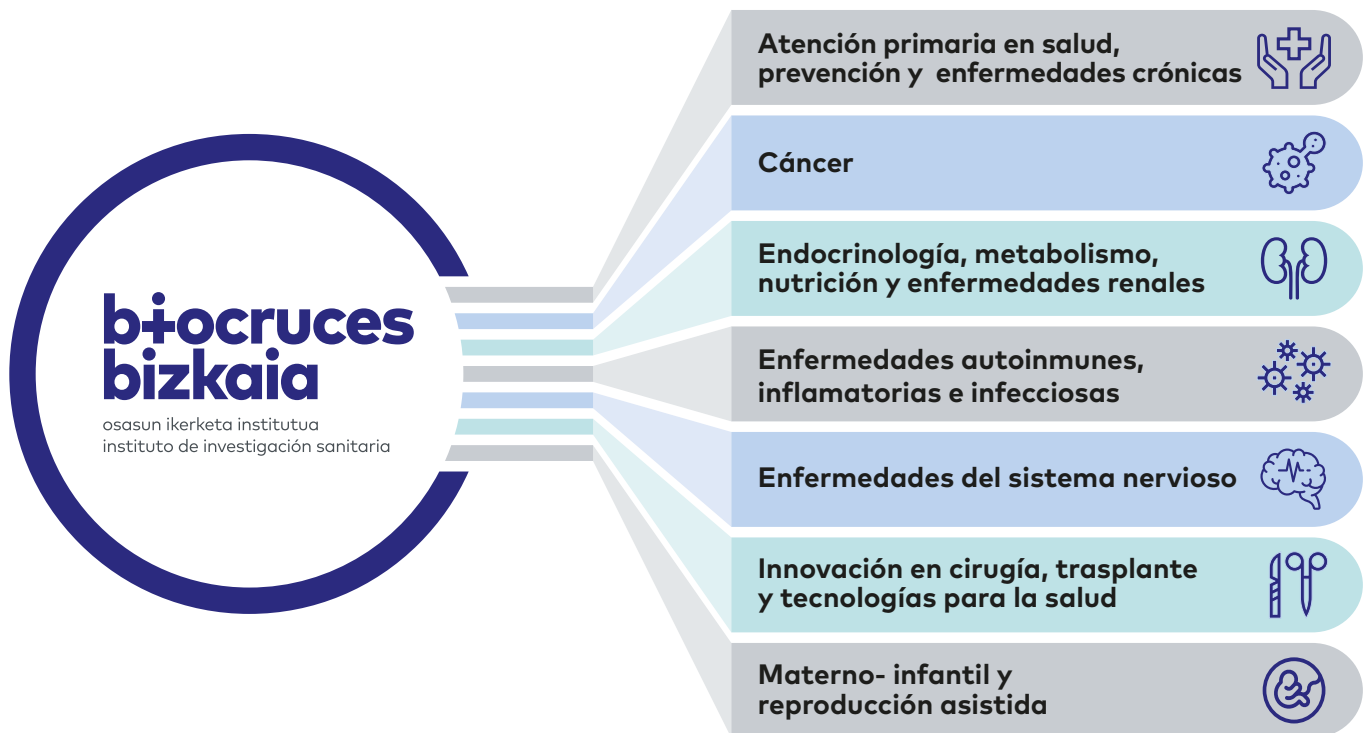 biocruces
bizkaia
osasun ikerketa institutua
instituto de investigación sanitaria
Atención primaria en salud,
prevención y enfermedades crónicas
Cáncer
Endocrinología, metabolismo,
nutrición y enfermedades renales
Enfermedades autoinmunes,
inflamatorias e infecciosas
Enfermedades del sistema nervioso
Innovación en cirugía, trasplante
y tecnologías para la salud
Materno- infantil y
reproducción asistida